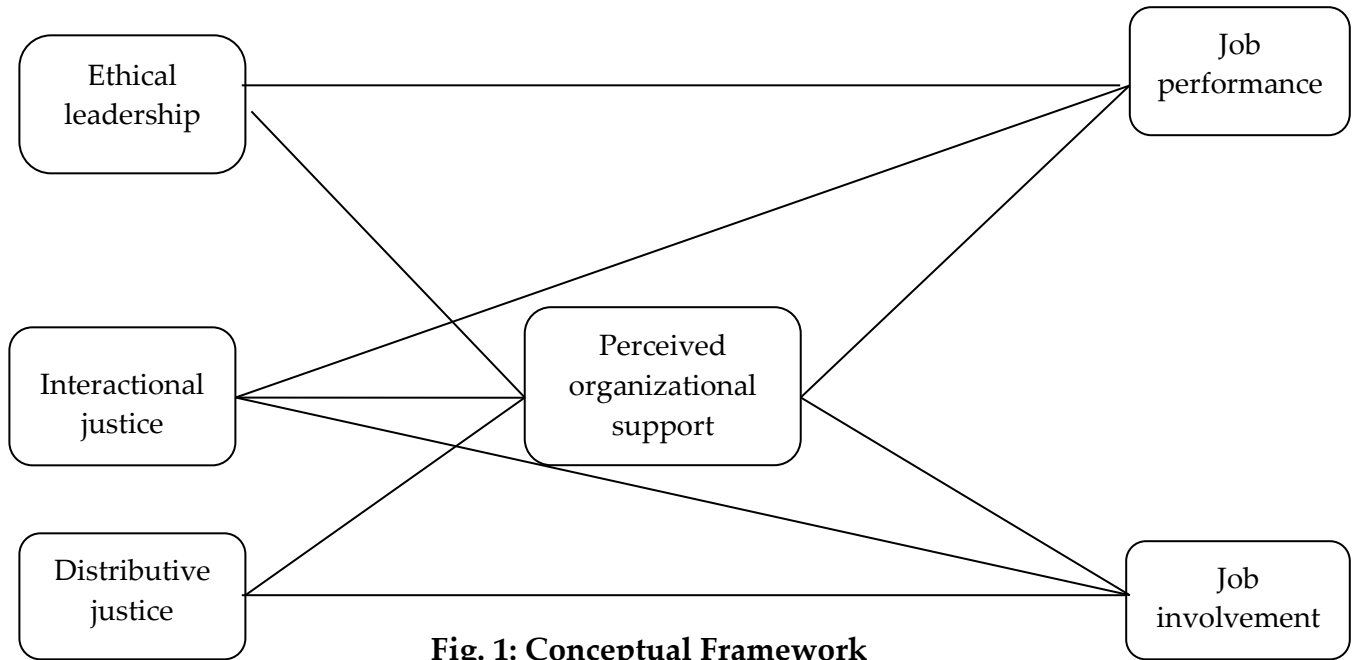 Ethical
leadership
Job
performance
Interactional
justice
Perceived
organizational
support
Distributive
justice
Job
involvement
Fig. 1: Conceptual Framework